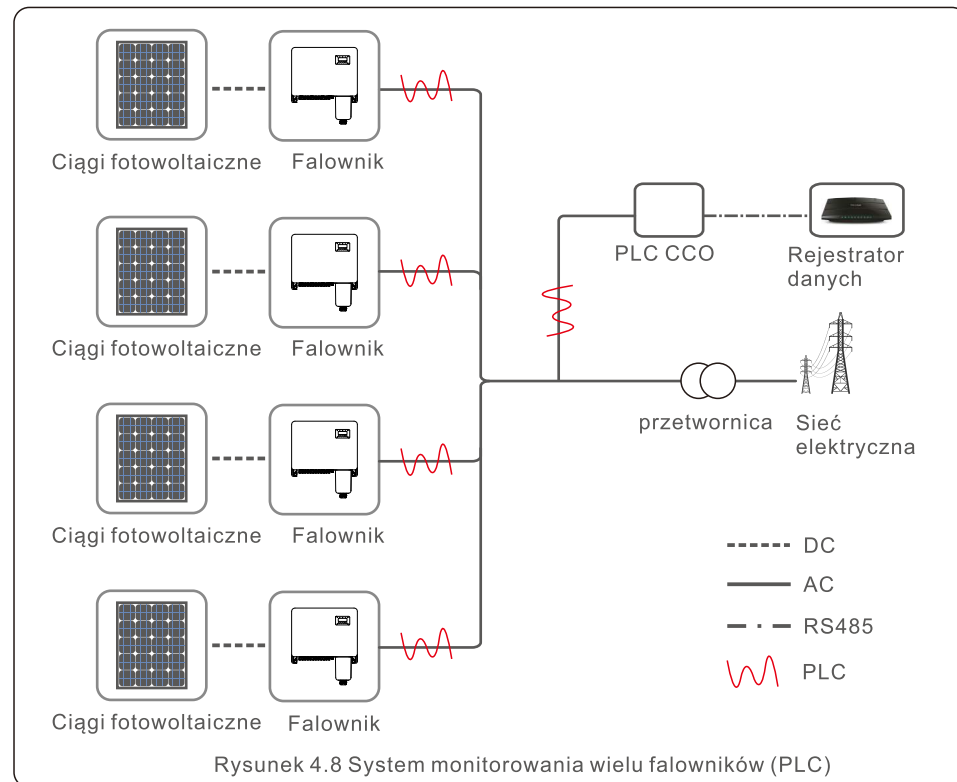 Ciągi fotowoltaiczne
Falownik
Ciągi fotowoltaiczne
Falownik
Ciągi fotowoltaiczne
Falownik
Ciągi fotowoltaiczne
Falownik
PLC CCO
Rejestrator
danych
przetwornica
Sieć
elektryczna
DC
AC
RS485
PLC
Rysunek 4.8 System monitorowania wielu falowników (PLC)